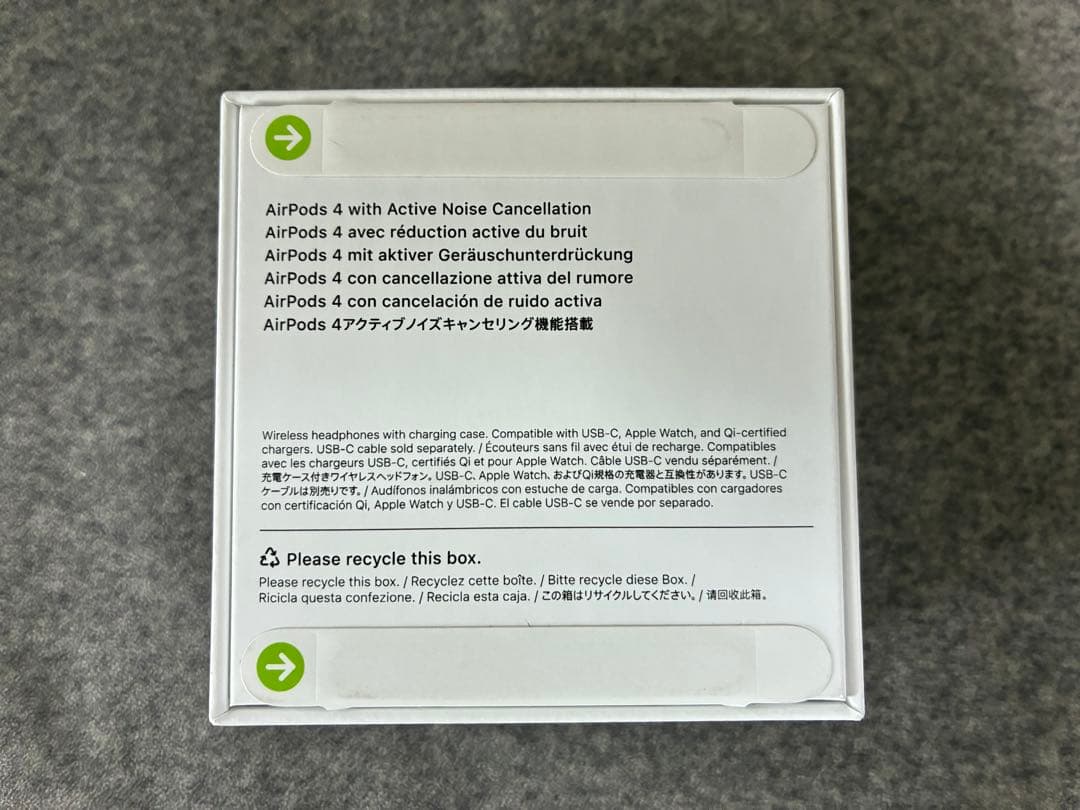 AirPods 4 with Active Noise Cancellation
AirPods 4 avec réduction active du bruit
AirPods 4 mit aktiver Geräuschunterdrückung
AirPods 4 con cancellazione attiva del rumore
AirPods 4 con cancelación de ruido activa
AirPods 4アクティブノイズキャンセリング機能搭載
Wireless headphones with charging case. Compatible with USB-C, Apple Watch, and Qi-certified
chargers. USB-C cable sold separately. / Écouteurs sans fil avec étui de recharge. Compatibles
avec les chargeurs USB-C, certifiés Qi et pour Apple Watch. Câble USB-C vendu séparément. /
充電ケース付きワイヤレスヘッドフォン。USB-C、Apple Watch、およびQi規格の充電器と互換性があります。USB-C
ケーブルは別売りです。/ Audífonos inalámbricos con estuche de carga. Compatibles con cargadores
con certificación Qi, Apple Watch y USB-C. El cable USB-C se vende por separado.
Please recycle this box.
Please recycle this box. / Recyclez cette boîte. / Bitte recycle diese Box. /
Ricicla questa confezione. / Recicla esta caja. / この箱はリサイクルしてください。/ 请回收此箱。